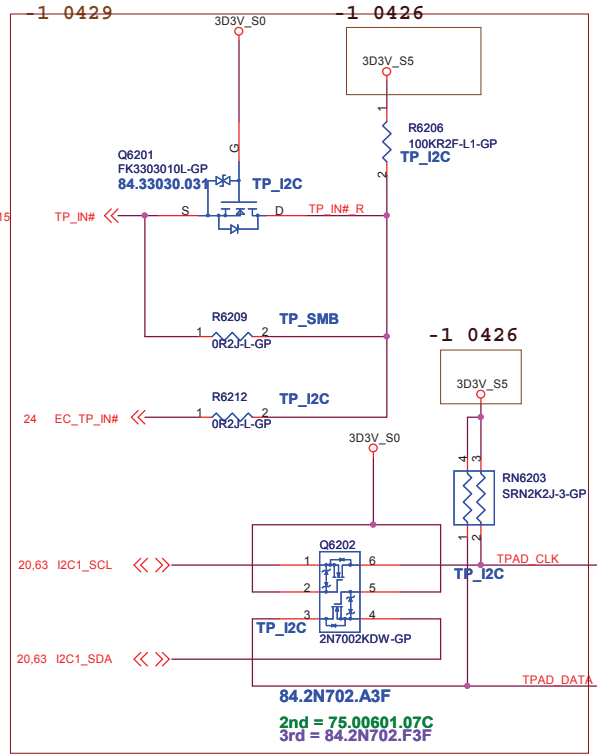 -1 0429
-1 0426
3D3V_S0
3D3V_S5
1
R6206
100KR2F-L1-GP
TP_I2C
2
G
Q6201
FK3303010L-GP
84.33030.031
TP_I2C
15
TP_IN#
S
D
TP_IN#_R
R6209
TP_SMB
1
2
0R2J-L-GP
-1 0426
3D3V_S5
R6212
TP_I2C
24
EC_TP_IN#
1
2
0R2J-L-GP
3D3V_S0
4
3
RN6203
SRN2K2J-3-GP
1
2
Q6202
20,63
I2C1_SCL
1
6
TPAD_CLK
TP_I2C
2
5
3
4
TP_I2C
2N7002KDW-GP
20,63
I2C1_SDA
TPAD_DATA
84.2N702.A3F
2nd = 75.00601.07C
3rd = 84.2N702.F3F